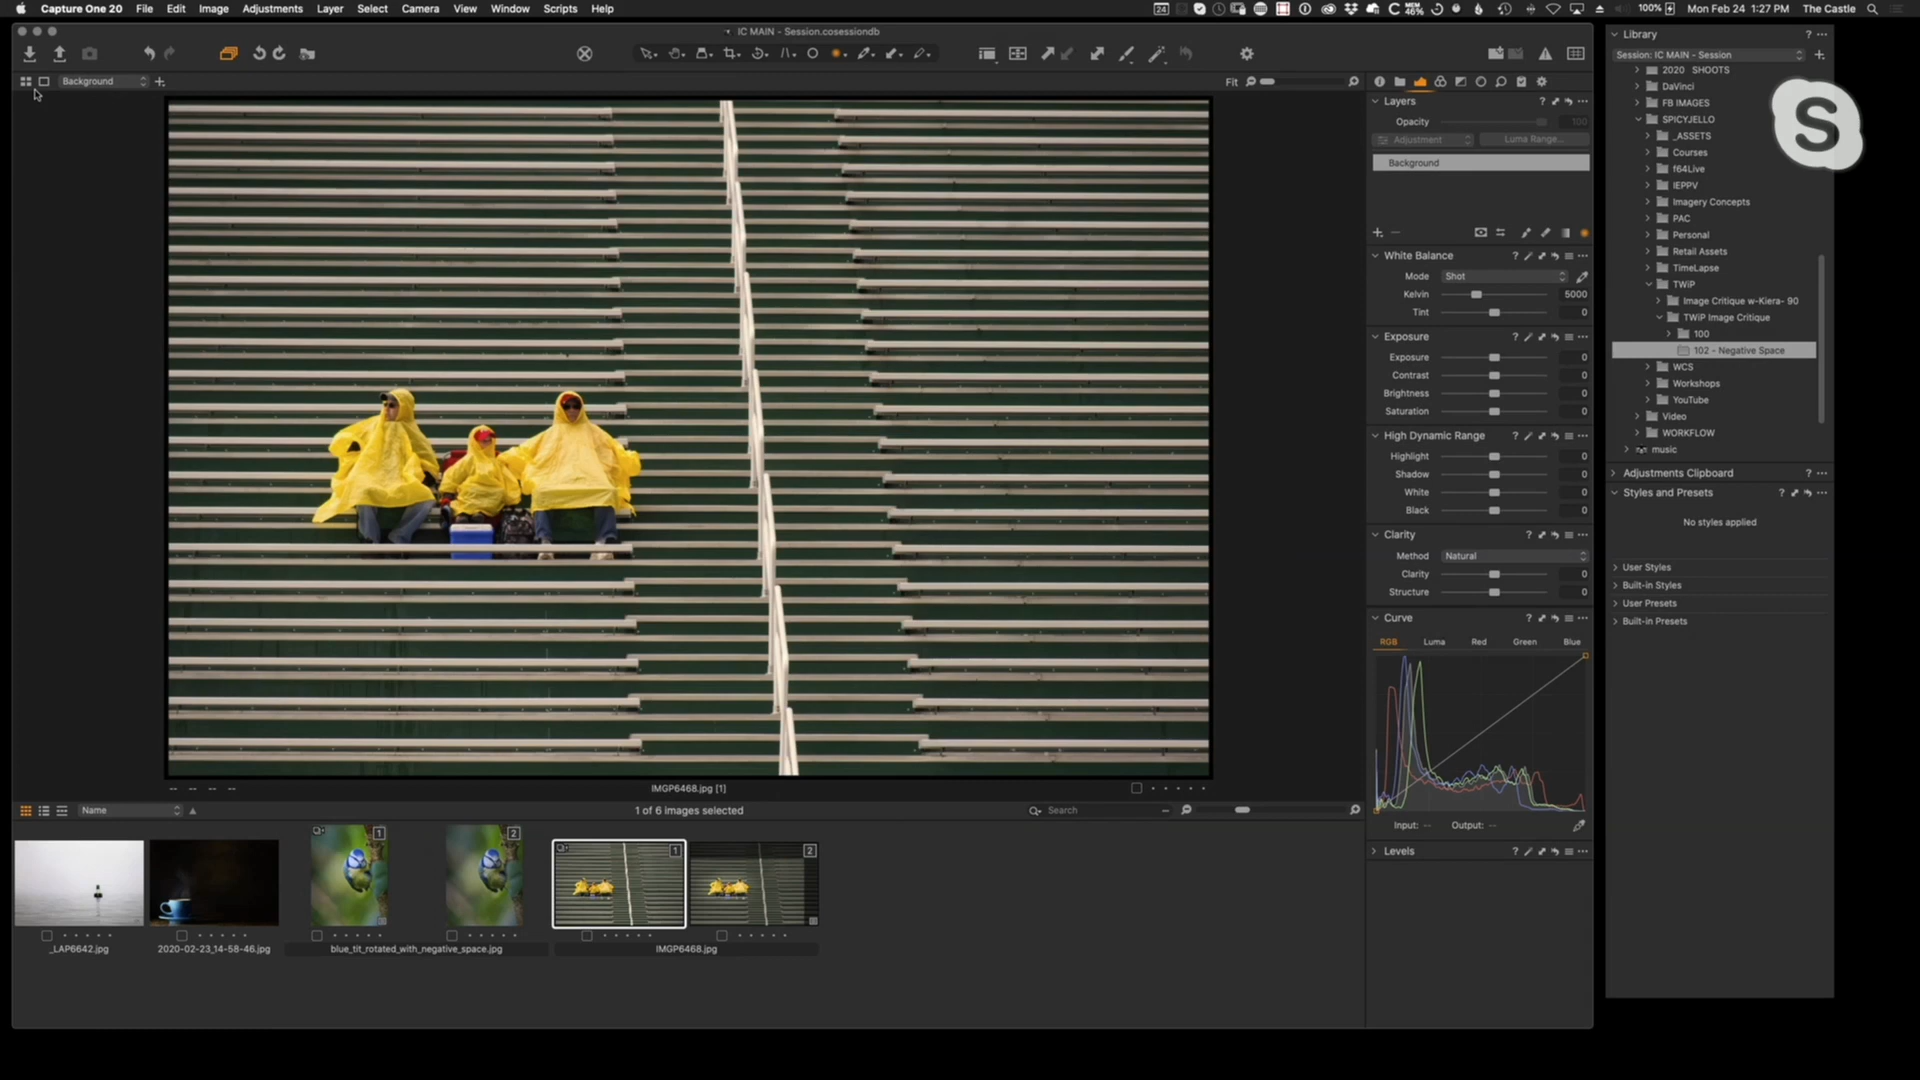 Capture One 20 File Edit Image Adjustments Layer Select Camera View Window Scripts Help
24 MEM 46% 100% Mon Feb 24 1:27 PM The Castle
IC MAIN - Session.cosessiondb
Background
Fit
Layers
Opacity 100
Adjustment Luma Range...
Background
White Balance
Mode Shot
Kelvin 5000
Tint 0
Exposure
Exposure 0
Contrast 0
Brightness 0
Saturation 0
High Dynamic Range
Highlight 0
Shadow 0
White 0
Black 0
Clarity
Method Natural
Clarity 0
Structure 0
Curve
RGB Luma Red Green Blue
Input: -- Output: --
Levels
Library
Session: IC MAIN - Session
2020 SHOOTS
DaVinci
FB IMAGES
SPICYJELLO
_ASSETS
Courses
f64Live
IEPPV
Imagery Concepts
PAC
Personal
Retail Assets
TimeLapse
TWiP
Image Critique w-Kiera- 90
TWiP Image Critique
100
102 - Negative Space
WCS
Workshops
YouTube
Video
WORKFLOW
music
Adjustments Clipboard
Styles and Presets
No styles applied
User Styles
Built-in Styles
User Presets
Built-in Presets
S
-- -- -- --
IMGP6468.jpg [1]
Name
1 of 6 images selected
Search
1 2 1 2
_LAP6642.jpg
2020-02-23_14-58-46.jpg
blue_tit_rotated_with_negative_space.jpg
IMGP6468.jpg